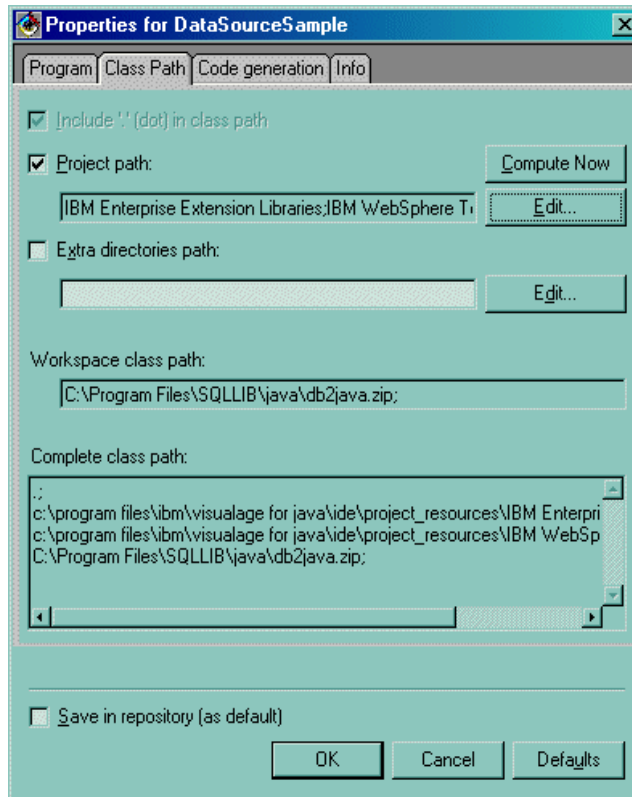 Properties for DataSourceSample
Program Class Path Code generation Info
Include '.' (dot) in class path
Project path:
Compute Now
IBM Enterprise Extension Libraries;IBM WebSphere
Edit...
Extra directories path:
Edit...
Workspace class path:
C:\Program Files\SQLLIB\java\db2java.zip;
Complete class path:
.;
c:\program files\ibm\visualage for java\ide\project_resources\IBM Enterpri
c:\program files\ibm\visualage for java\ide\project_resources\IBM WebSp
C:\Program Files\SQLLIB\java\db2java.zip;
Save in repository (as default)
OK Cancel Defaults